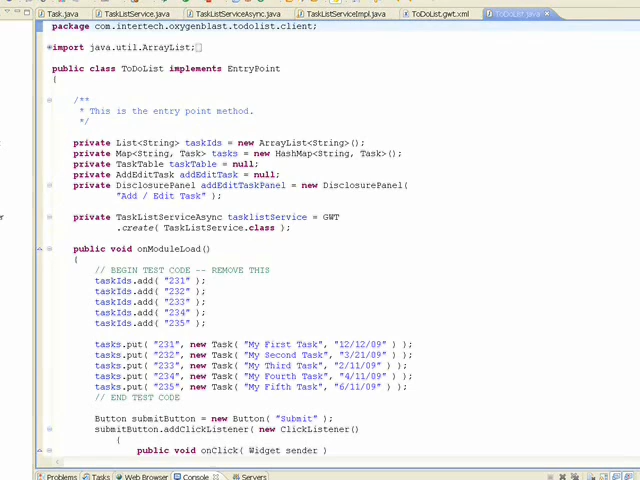 Task.java TaskListService.java TaskListServiceAsync.java TaskListServiceImpl.java ToDoList.gwt.xml ToDoList.java
package com.intertech.oxygenblast.todolist.client;
import java.util.ArrayList;
public class ToDoList implements EntryPoint
{
/**
* This is the entry point method.
*/
private List<String> taskIds = new ArrayList<String>();
private Map<String, Task> tasks = new HashMap<String, Task>();
private TaskTable taskTable = null;
private AddEditTask addEditTask = null;
private DisclosurePanel addEditTaskPanel = new DisclosurePanel(
"Add / Edit Task" );
private TaskListServiceAsync tasklistService = GWT
.create( TaskListService.class );
public void onModuleLoad()
{
// BEGIN TEST CODE -- REMOVE THIS
taskIds.add( "231" );
taskIds.add( "232" );
taskIds.add( "233" );
taskIds.add( "234" );
taskIds.add( "235" );
tasks.put( "231", new Task( "My First Task", "12/12/09" ) );
tasks.put( "232", new Task( "My Second Task", "3/21/09" ) );
tasks.put( "233", new Task( "My Third Task", "2/11/09" ) );
tasks.put( "234", new Task( "My Fourth Task", "4/11/09" ) );
tasks.put( "235", new Task( "My Fifth Task", "6/11/09" ) );
// END TEST CODE
Button submitButton = new Button( "Submit" );
submitButton.addClickListener( new ClickListener()
{
public void onClick( Widget sender )
Problems Tasks Web Browser Console Servers